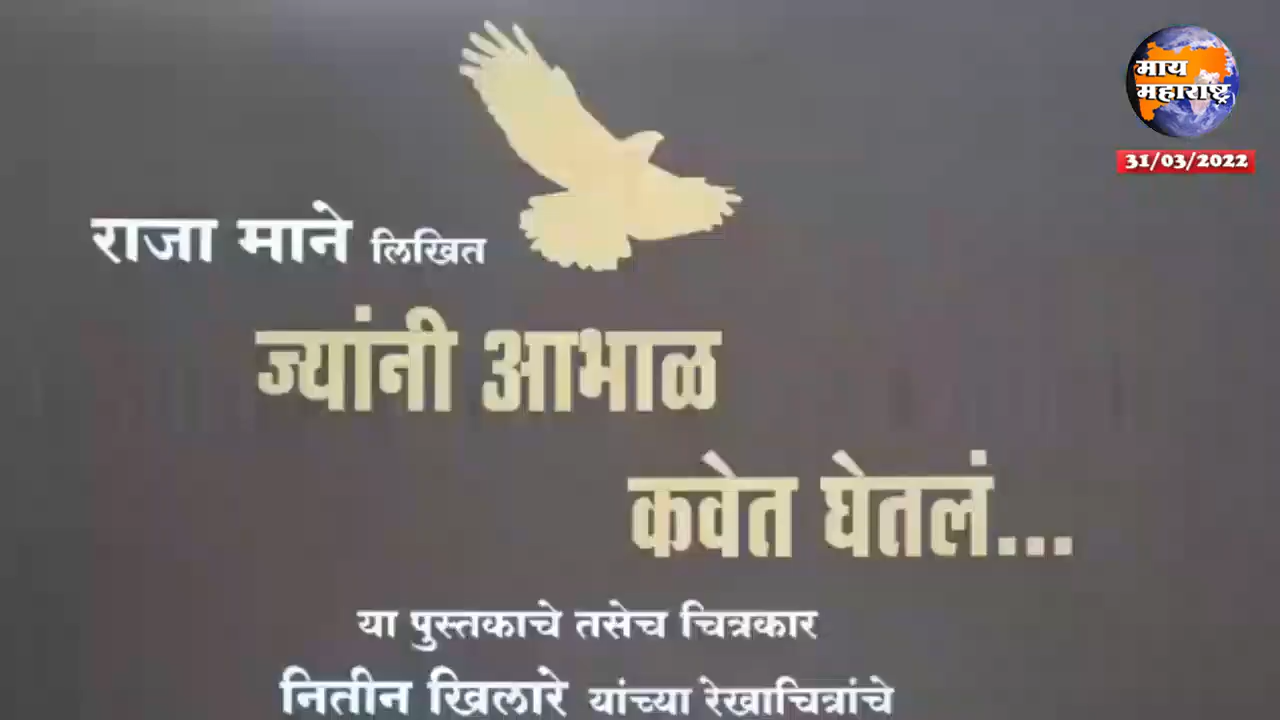 माय
महाराष्ट्र
31/03/2022
राजा माने लिखित
ज्यांनी आभाळ
कवेत घेतलं...
या पुस्तकाचे तसेच चित्रकार
नितीन खिलारे यांच्या रेखाचित्रांचे